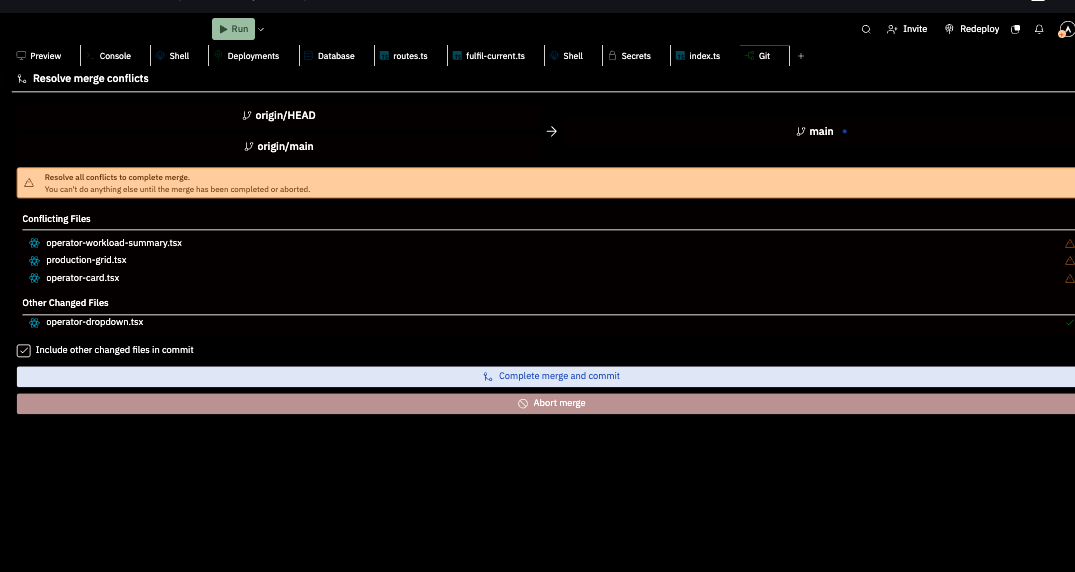 Run
Invite
Redeploy
Preview
Console
Shell
Deployments
Database
routes.ts
fulfil-current.ts
Shell
Secrets
index.ts
Git
Resolve merge conflicts
origin/HEAD
origin/main
main
Resolve all conflicts to complete merge.
You can't do anything else until the merge has been completed or aborted.
Conflicting Files
operator-workload-summary.tsx
production-grid.tsx
operator-card.tsx
Other Changed Files
operator-dropdown.tsx
Include other changed files in commit
Complete merge and commit
Abort merge